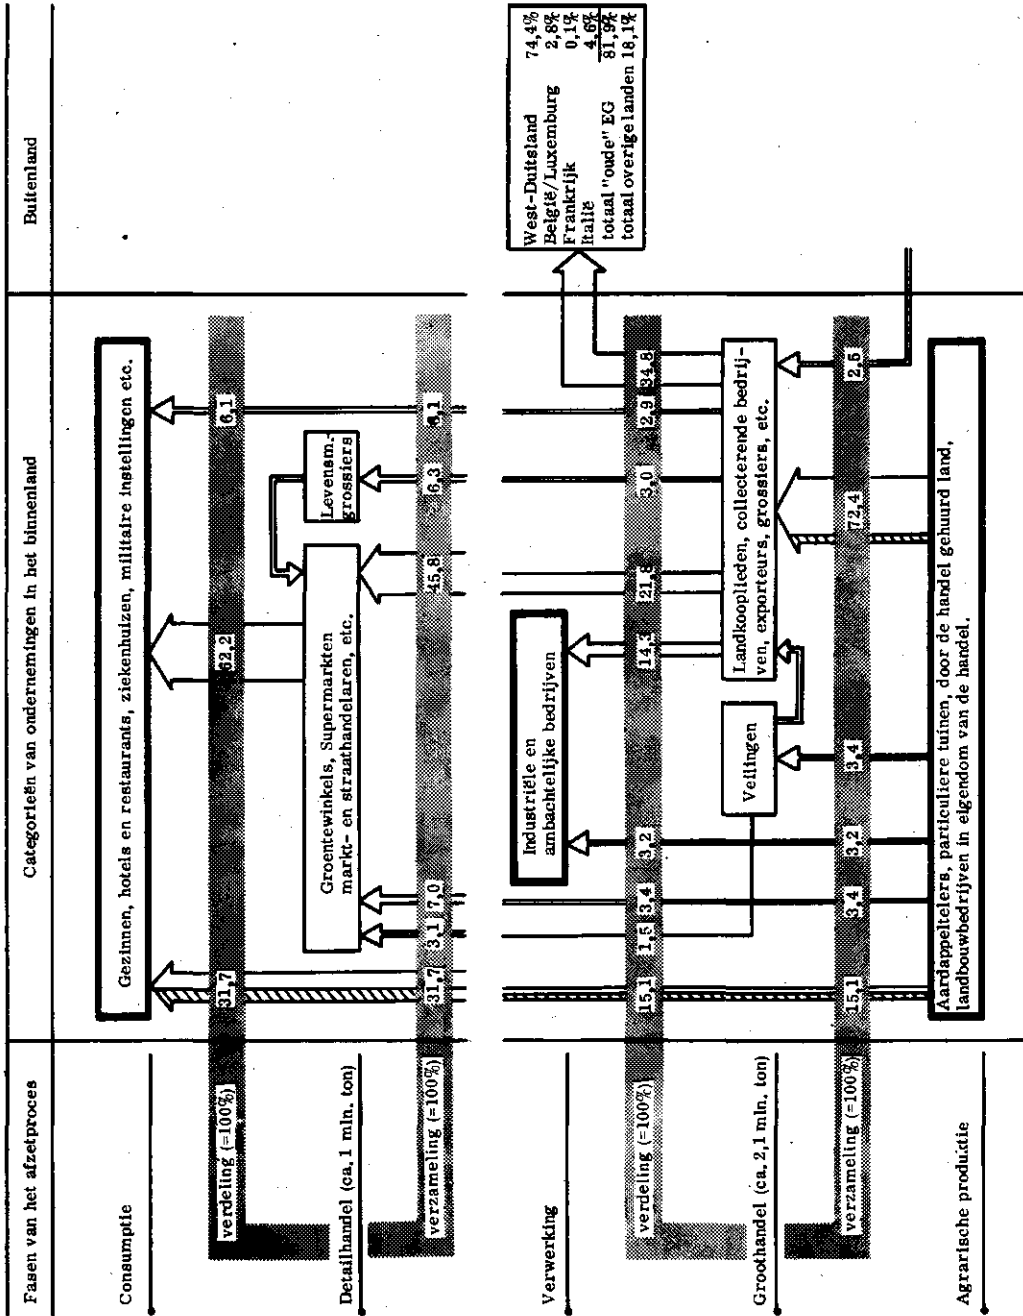 Fasen van het afzetproces
Categorieën van ondernemingen in het binnenland
Buitenland
Consumptie
Gezinnen, hotels en restaurants, ziekenhuizen, militaire instellingen etc.
verdeling (=100%)
31,7
62,2
6,1
Detailhandel (ca. 1 mln. ton)
Groentewinkels, Supermarkten
markt- en straathandelaren, etc.
Levensm.-
grossiers
verzameling (=100%)
31,7
3,1
7,0
45,8
6,3
6,1
Verwerking
Industriële en
ambachtelijke bedrijven
West-Duitsland 74,4%
België/Luxemburg 2,8%
Frankrijk 0,1%
Italië 4,6%
totaal "oude" EG 81,9%
totaal overige landen 18,1%
verdeling (=100%)
15,1
1,5
3,4
3,2
14,3
21,8
3,0
2,9
34,8
Groothandel (ca. 2,1 mln. ton)
Veilingen
Landkooplieden, collecterende bedrij-
ven, exporteurs, grossiers, etc.
verzameling (=100%)
15,1
3,4
3,2
3,4
72,4
2,5
Agrarische produktie
Aardappeltelers, particuliere tuinen, door de handel gehuurd land,
landbouwbedrijven in eigendom van de handel.